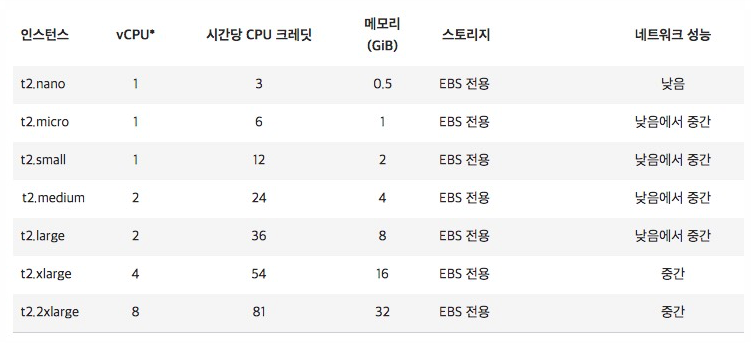 인스턴스 vCPU* 시간당 CPU 크레딧 메모리 (GiB) 스토리지 네트워크 성능
t2.nano 1 3 0.5 EBS 전용 낮음
t2.micro 1 6 1 EBS 전용 낮음에서 중간
t2.small 1 12 2 EBS 전용 낮음에서 중간
t2.medium 2 24 4 EBS 전용 낮음에서 중간
t2.large 2 36 8 EBS 전용 낮음에서 중간
t2.xlarge 4 54 16 EBS 전용 중간
t2.2xlarge 8 81 32 EBS 전용 중간